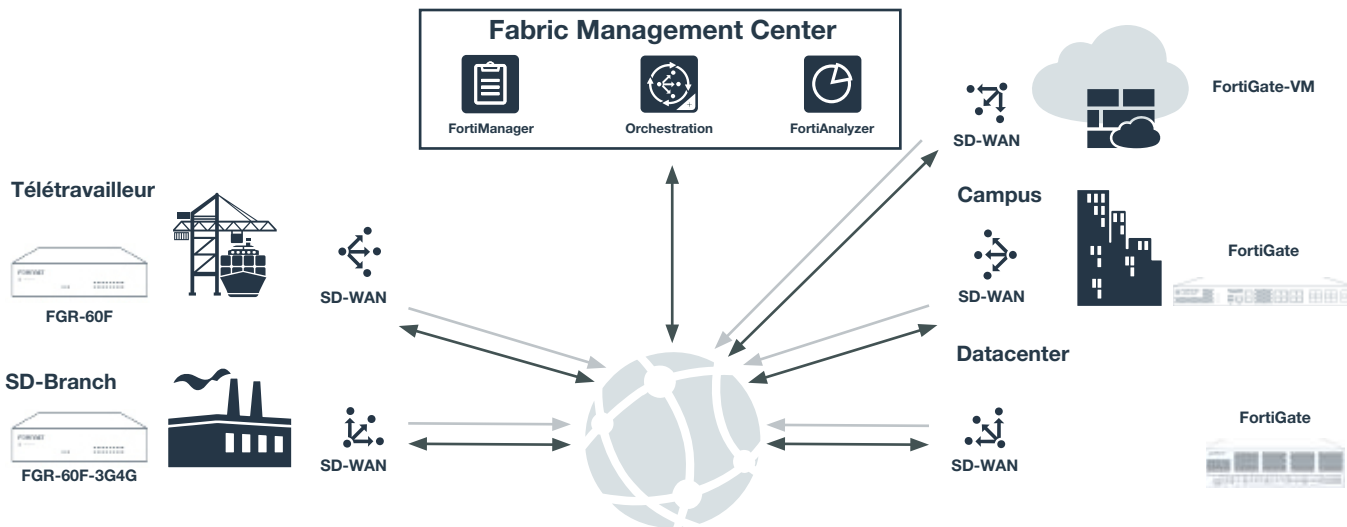 Fabric Management Center
FortiManager
Orchestration
FortiAnalyzer
SD-WAN
FortiGate-VM
Télétravailleur
FGR-60F
SD-WAN
Campus
SD-WAN
FortiGate
SD-Branch
FGR-60F-3G4G
SD-WAN
Datacenter
SD-WAN
FortiGate